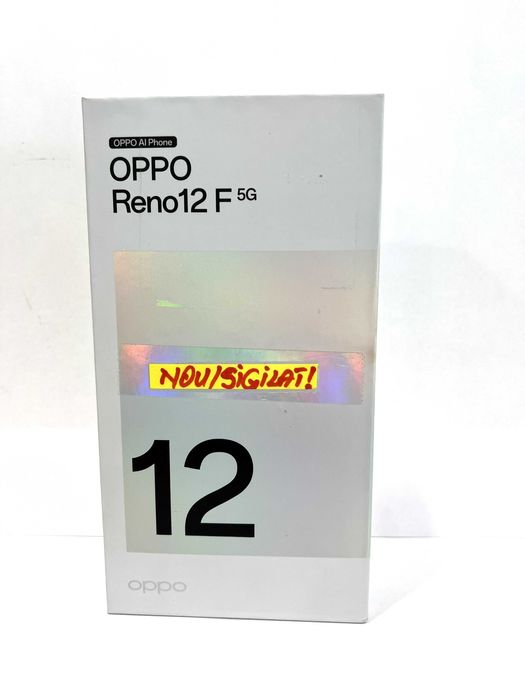 OPPO AI Phone
OPPO
Reno12 F 5G
NOU/SiGiLAT!
12
oppo